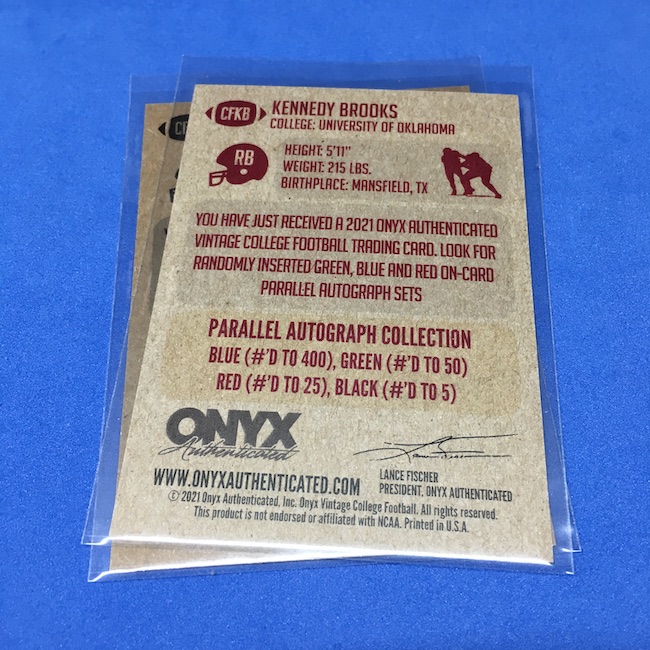 CFKB
KENNEDY BROOKS
COLLEGE: UNIVERSITY OF OKLAHOMA
RB
HEIGHT: 5'11"
WEIGHT: 215 LBS.
BIRTHPLACE: MANSFIELD, TX
YOU HAVE JUST RECEIVED A 2021 ONYX AUTHENTICATED
VINTAGE COLLEGE FOOTBALL TRADING CARD. LOOK FOR
RANDOMLY INSERTED GREEN, BLUE AND RED ON-CARD
PARALLEL AUTOGRAPH SETS
PARALLEL AUTOGRAPH COLLECTION
BLUE (#'D TO 400), GREEN (#'D TO 50)
RED (#'D TO 25), BLACK (#'D TO 5)
ONYX
Authenticated
WWW.ONYXAUTHENTICATED.COM
LANCE FISCHER
PRESIDENT, ONYX AUTHENTICATED
© 2021 Onyx Authenticated, Inc. Onyx Vintage College Football. All rights reserved.
This product is not endorsed or affiliated with NCAA. Printed in U.S.A.